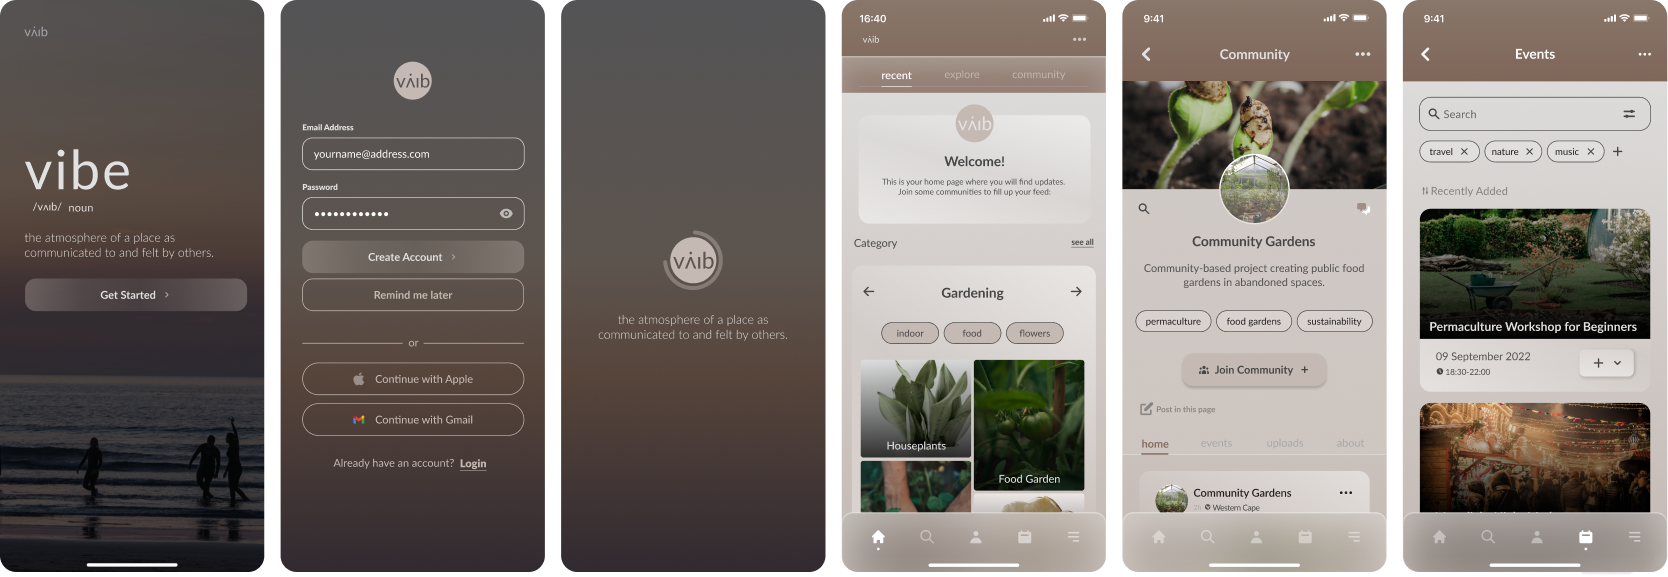 vʌıb
vibe
/vʌıb/ noun
the atmosphere of a place as
communicated to and felt by others.
Get Started
vʌıb
Email Address
yourname@address.com
Password
Create Account
Remind me later
or
Continue with Apple
Continue with Gmail
Already have an account? Login
vʌıb
the atmosphere of a place as
communicated to and felt by others.
16:40
vʌıb
recent explore community
vʌıb
Welcome!
This is your home page where you will find updates.
Join some communities to fill up your feed:
Category see all
Gardening
indoor food flowers
Houseplants
Food Garden
9:41
Community
Community Gardens
Community-based project creating public food
gardens in abandoned spaces.
permaculture food gardens sustainability
Join Community +
Post in this page
home events uploads about
Community Gardens
Western Cape
9:41
Events
Search
travel nature music +
Recently Added
Permaculture Workshop for Beginners
09 September 2022
18:30-22:00